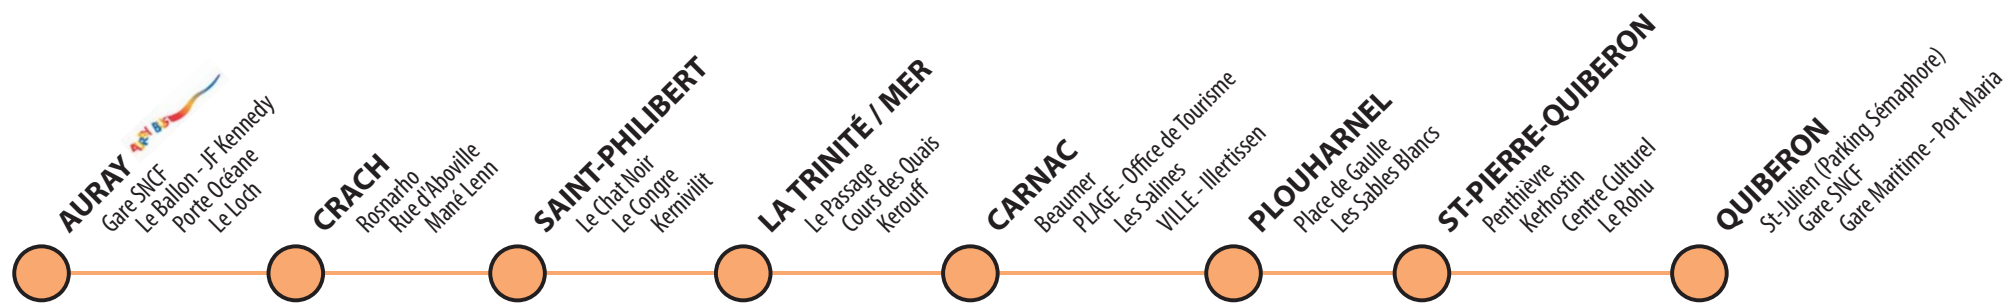 AURAY
AURAY BUS
Gare SNCF
Le Ballon - JF Kennedy
Porte Océane
Le Loch
CRACH
Rosnarho
Rue d'Aboville
Mané Lenn
SAINT-PHILIBERT
Le Chat Noir
Le Congre
Kernivilit
LA TRINITÉ / MER
Le Passage
Cours des Quais
Kerouff
CARNAC
Beaumer
PLAGE - Office de Tourisme
Les Salines
VILLE - Illertissen
PLOUHARNEL
Place de Gaulle
Les Sables Blancs
ST-PIERRE-QUIBERON
Penthièvre
Kerhostin
Centre Culturel
Le Rohu
QUIBERON
St-Julien (Parking Sémaphore)
Gare SNCF
Gare Maritime - Port Maria